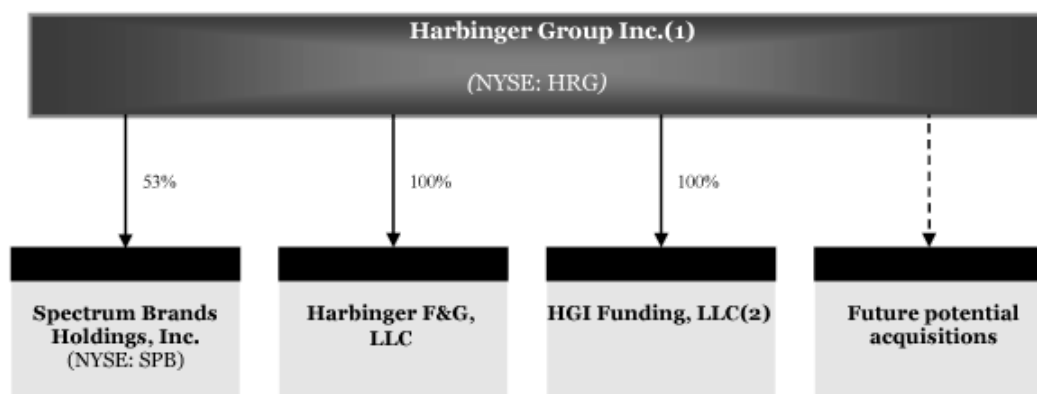 Harbinger Group Inc.(1)
(NYSE: HRG)
53%
100%
100%
Spectrum Brands
Holdings, Inc.
(NYSE: SPB)
Harbinger F&G,
LLC
HGI Funding, LLC(2)
Future potential
acquisitions